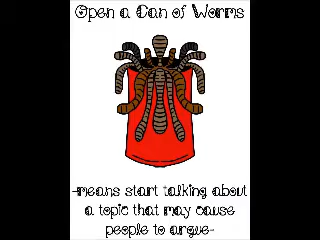 Open a Can of Worms
-means start talking about
a topic that may cause
people to argue-